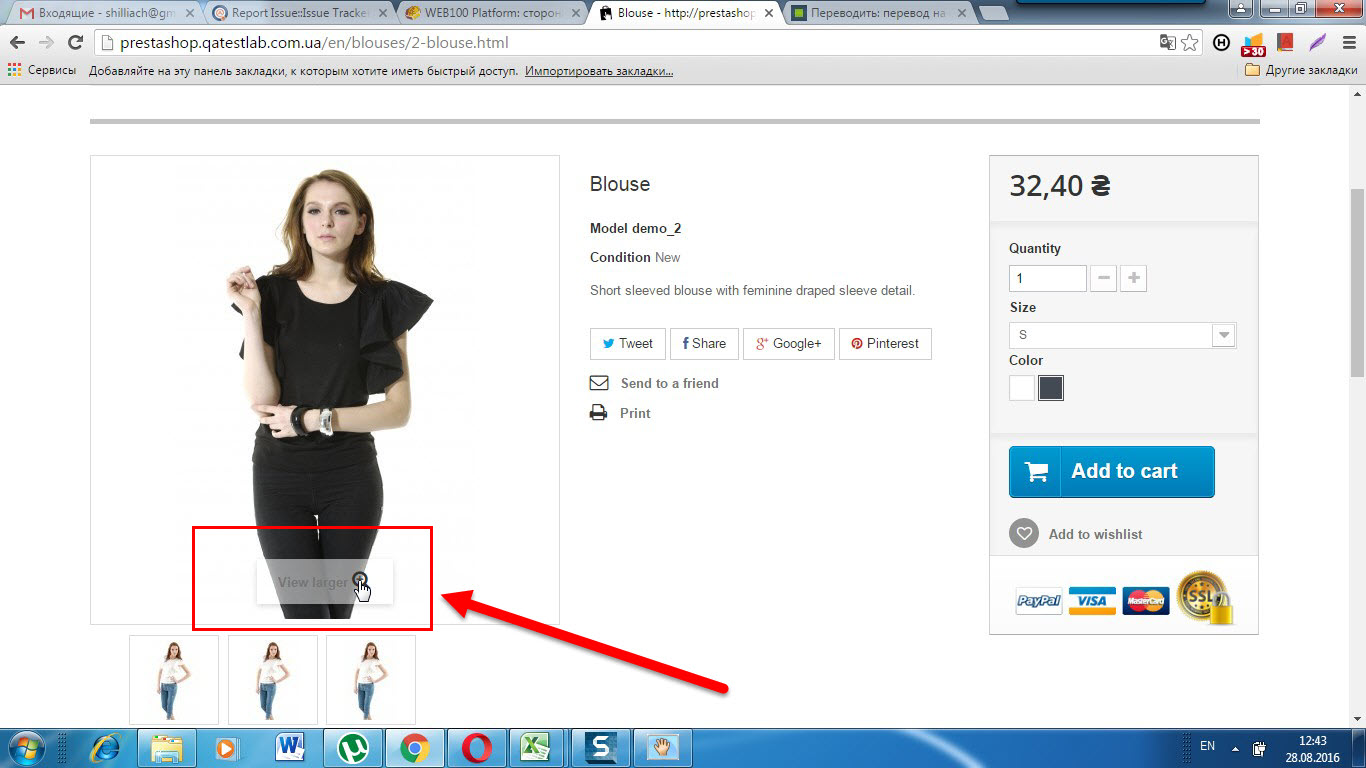 Входящие - shilliach@gm
Report Issue::Issue Tracke
WEB100 Platform: сторон
Blouse - http://prestashop
Переводить: перевод на
prestashop.qatestlab.com.ua/en/blouses/2-blouse.html
>30
Сервисы
Добавляйте на эту панель закладки, к которым хотите иметь быстрый доступ. Импортировать закладки...
Другие закладки
Blouse
Model demo_2
Condition New
Short sleeved blouse with feminine draped sleeve detail.
Tweet
Share
Google+
Pinterest
Send to a friend
Print
32,40 ₴
Quantity
1
Size
S
Color
Add to cart
Add to wishlist
PayPal
VISA
MasterCard
SSL
View larger
EN
12:43
28.08.2016